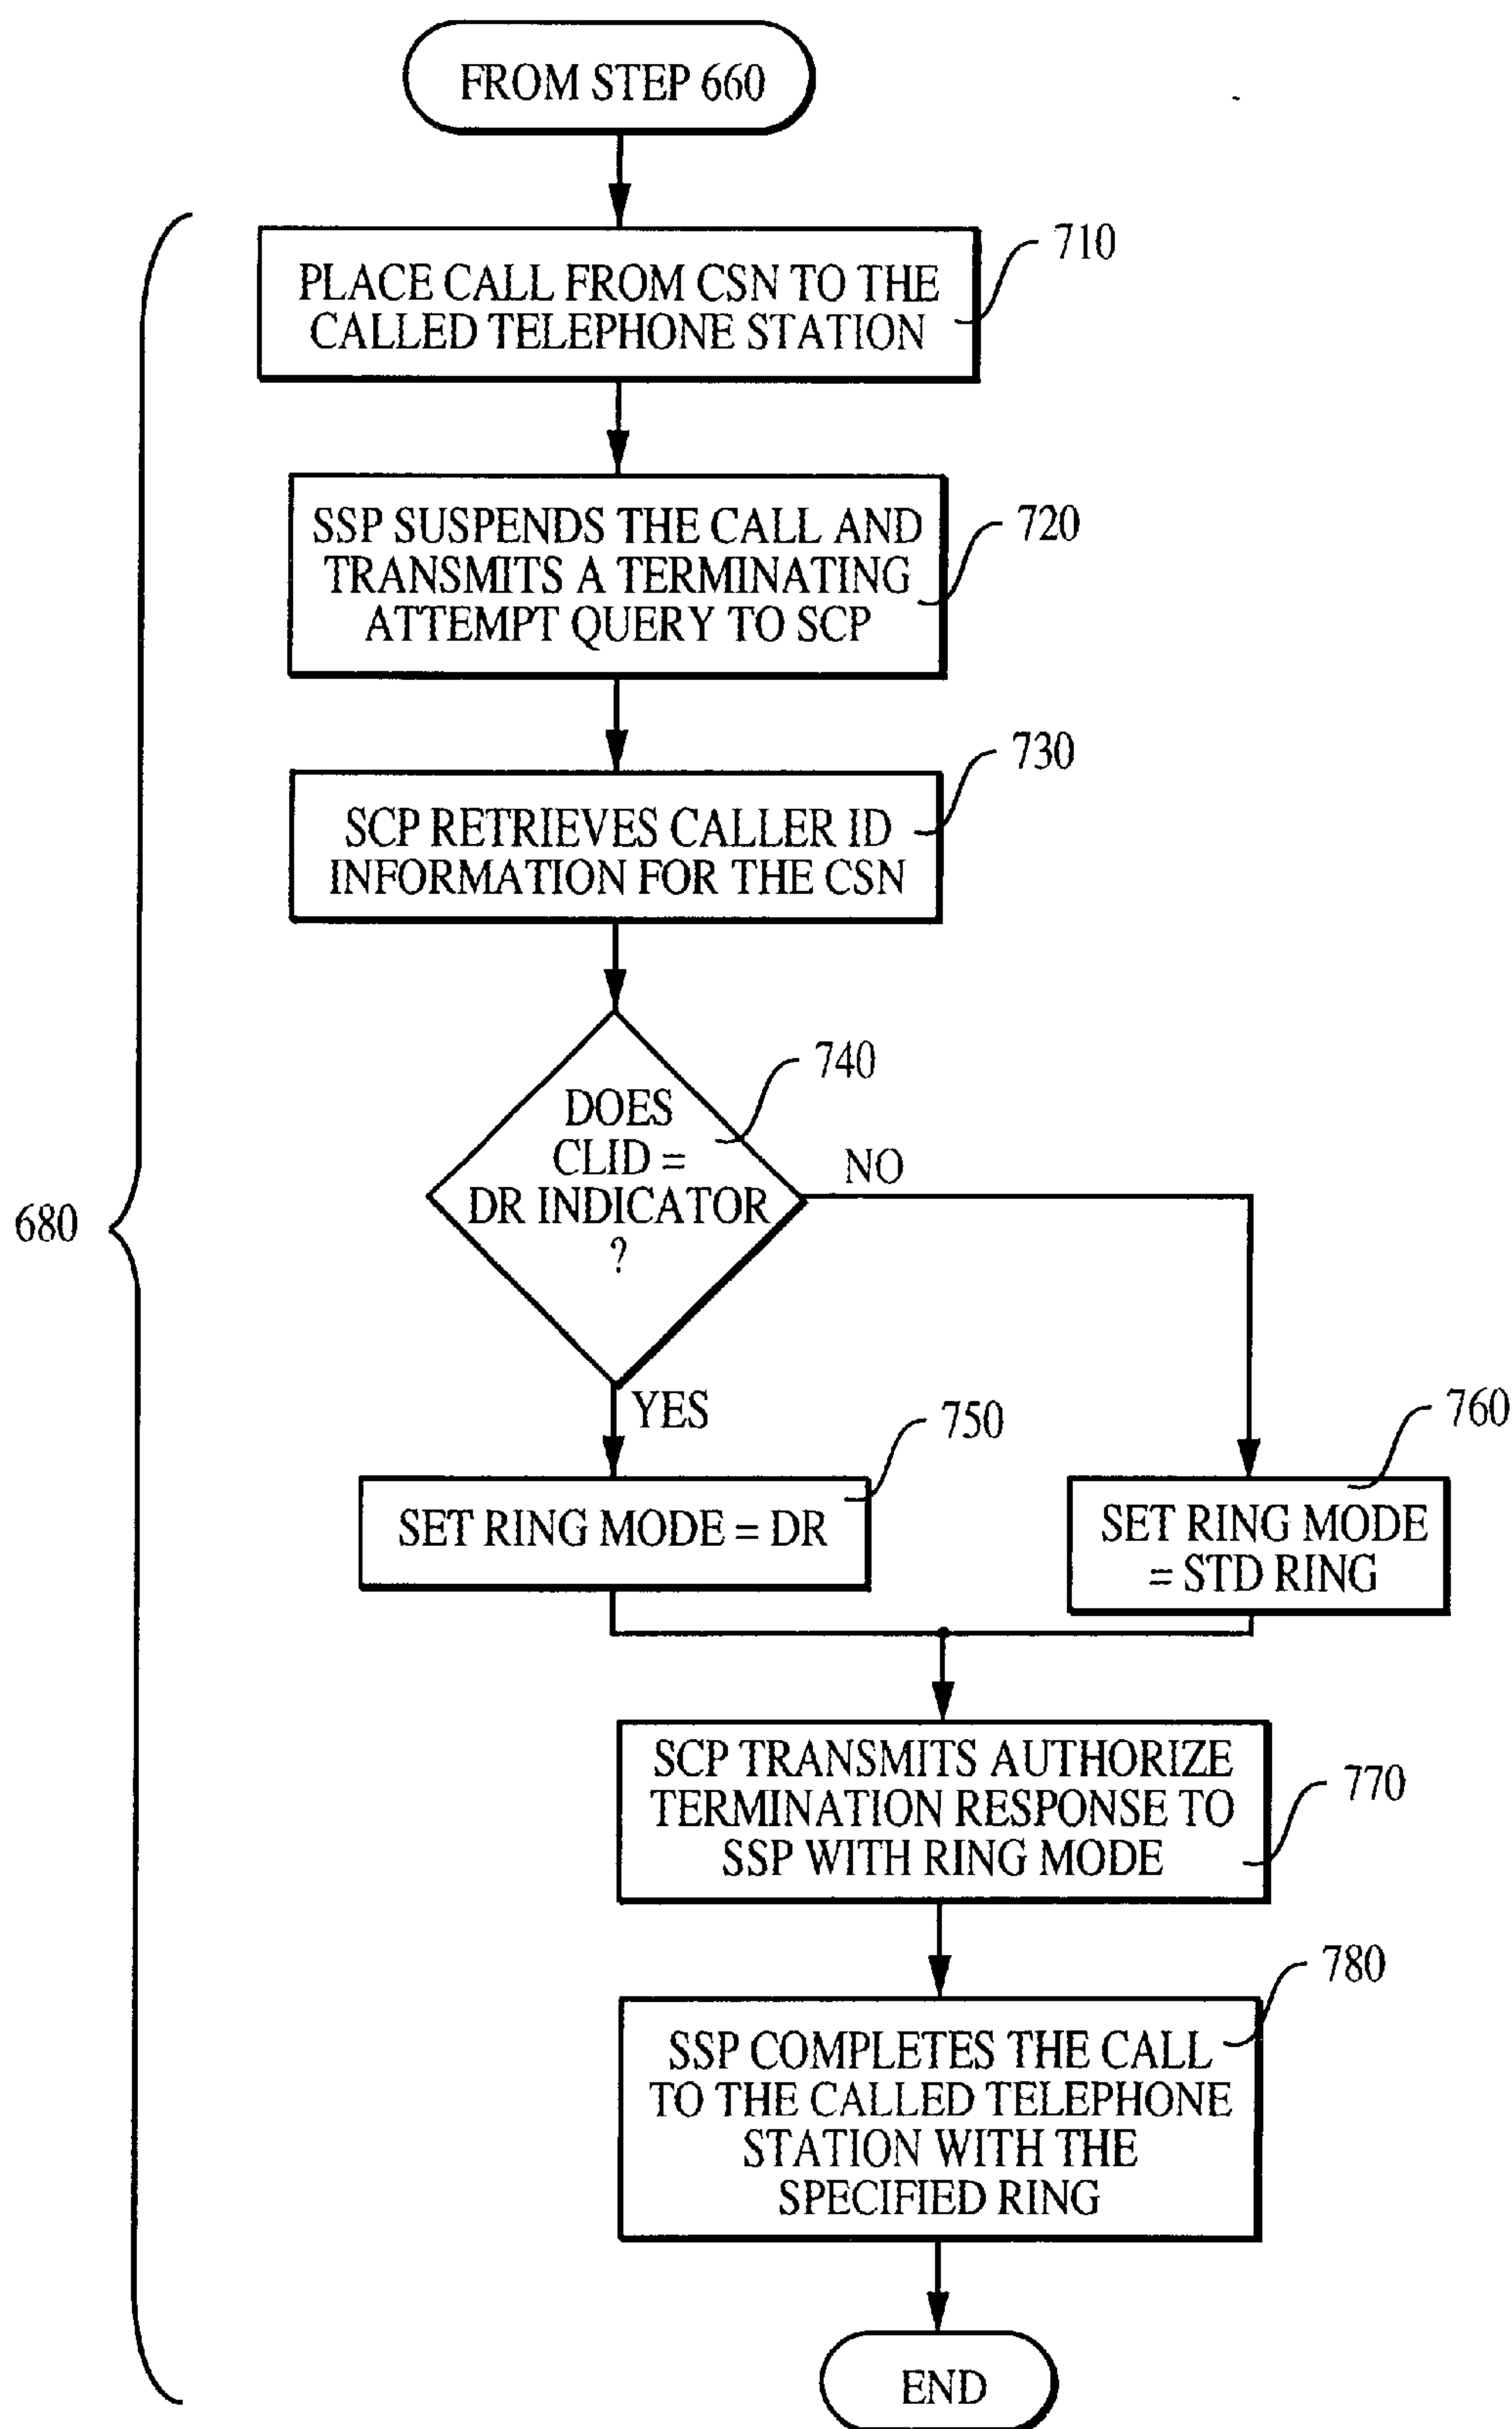 FROM STEP 660
710
PLACE CALL FROM CSN TO THE
CALLED TELEPHONE STATION
720
SSP SUSPENDS THE CALL AND
TRANSMITS A TERMINATING
ATTEMPT QUERY TO SCP
730
SCP RETRIEVES CALLER ID
INFORMATION FOR THE CSN
740
DOES
CLID =
DR INDICATOR
?
NO
680
YES
750
760
SET RING MODE = DR
SET RING MODE
= STD RING
SCP TRANSMITS AUTHORIZE
TERMINATION RESPONSE TO
SSP WITH RING MODE
770
780
SSP COMPLETES THE CALL
TO THE CALLED TELEPHONE
STATION WITH THE
SPECIFIED RING
END